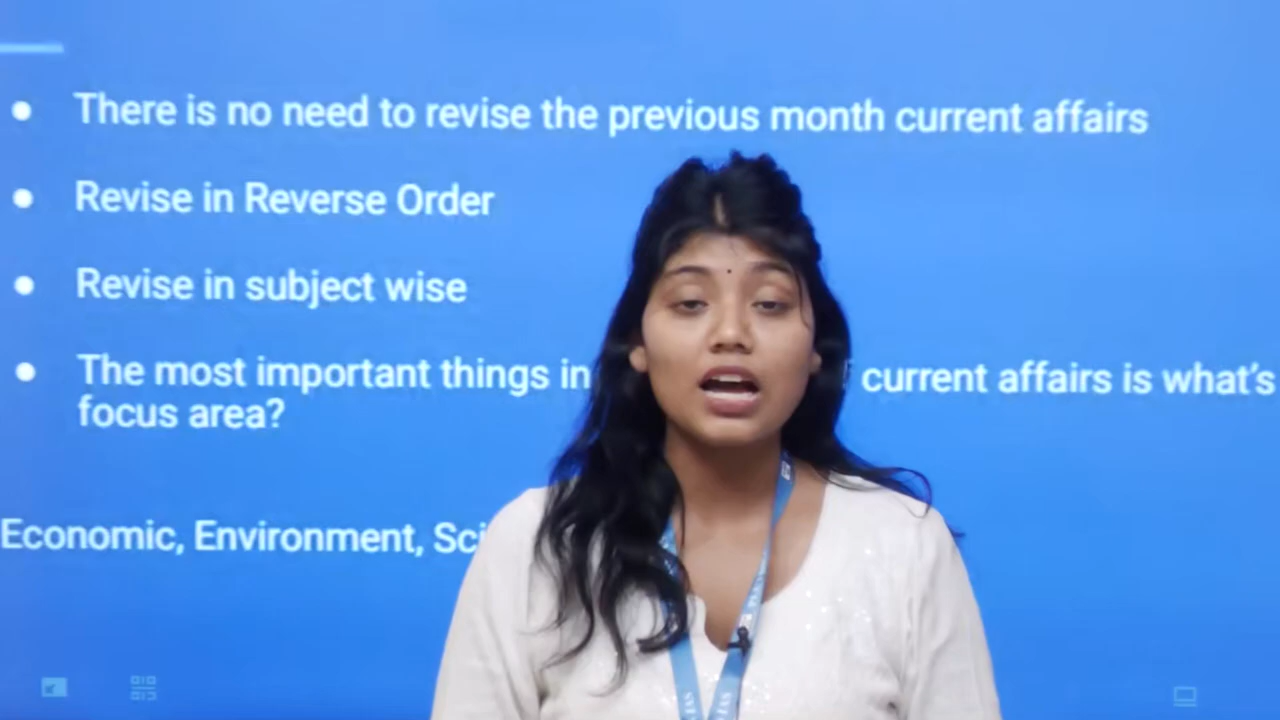 There is no need to revise the previous month current affairs
Revise in Reverse Order
Revise in subject wise
The most important things in current affairs is what's
focus area?
Economic, Environment,
IAS